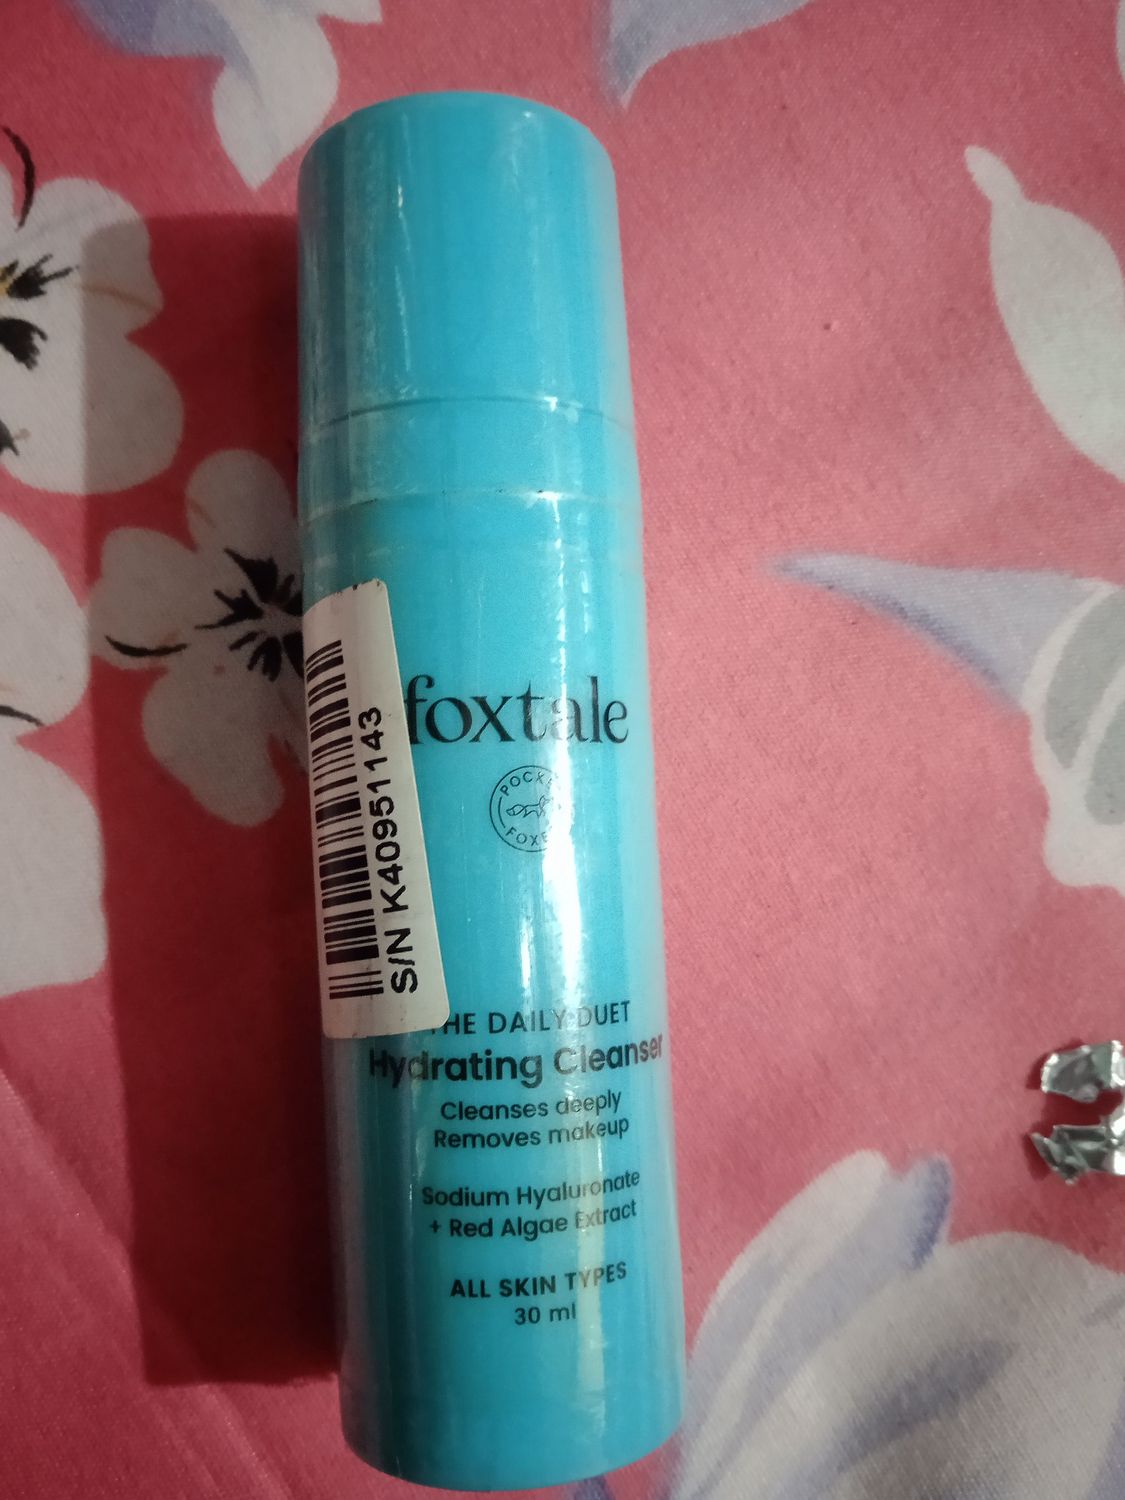 foxtale
S/N K40951143
THE DAILY DUET
Hydrating Cleanser
Cleanses deeply
Removes makeup
Sodium Hyaluronate
+ Red Algae Extract
ALL SKIN TYPES
30 ml